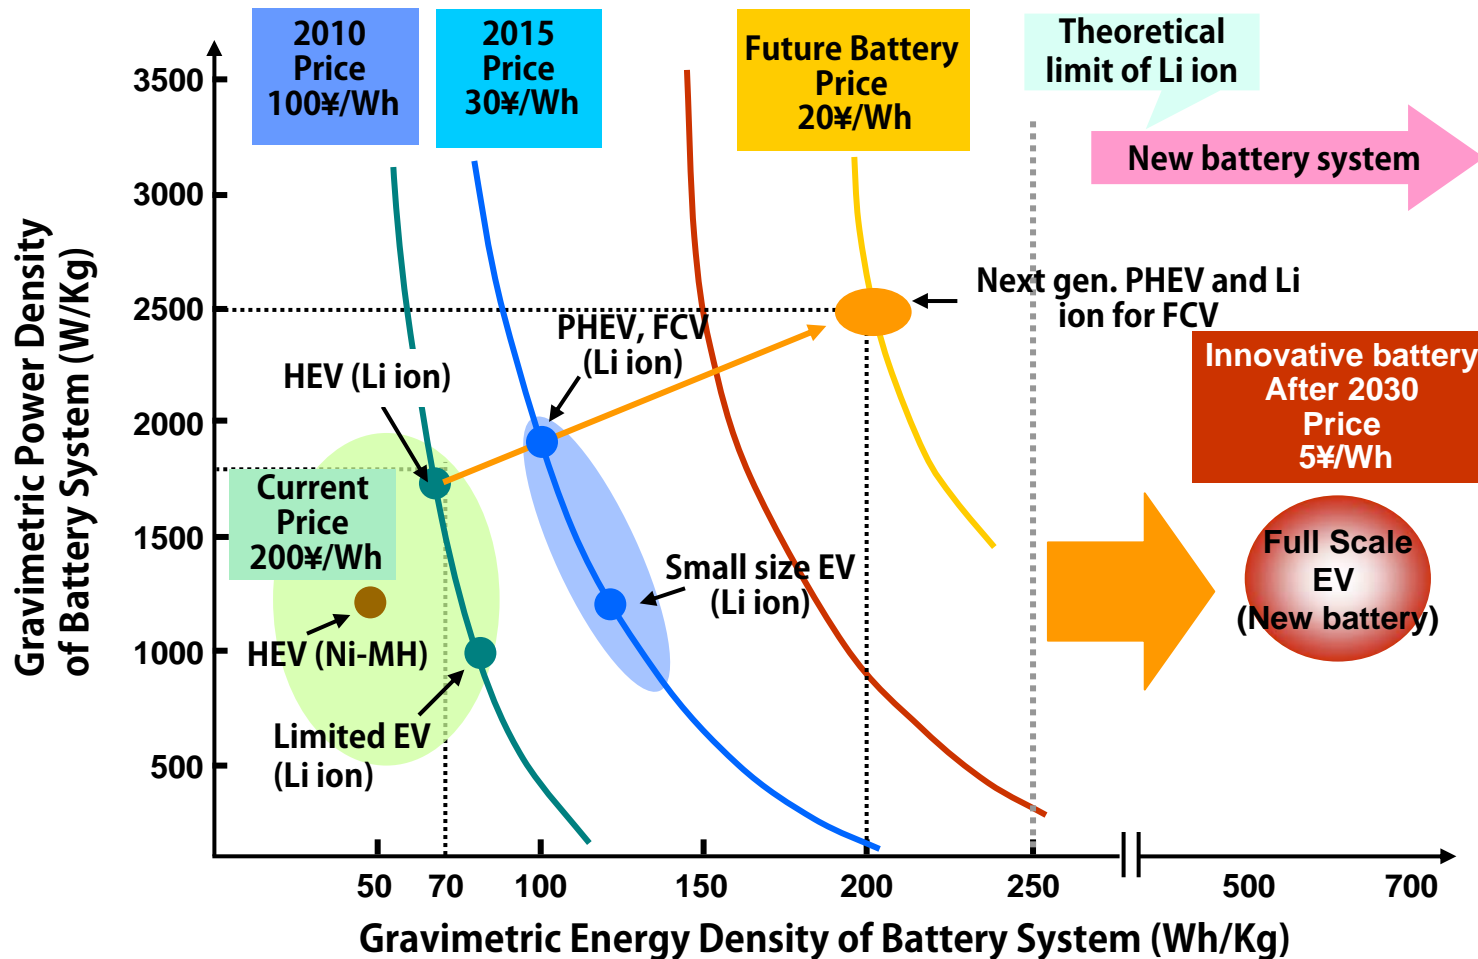 2010
Price
100¥/Wh
2015
Price
30¥/Wh
Future Battery
Price
20¥/Wh
Theoretical
limit of Li ion
New battery system
3500
3000
2500
2000
1500
1000
500
Gravimetric Power Density
of Battery System (W/Kg)
Next gen. PHEV and Li
ion for FCV
PHEV, FCV
(Li ion)
HEV (Li ion)
Innovative battery
After 2030
Price
5¥/Wh
Current
Price
200¥/Wh
Full Scale
EV
(New battery)
Small size EV
(Li ion)
HEV (Ni-MH)
Limited EV
(Li ion)
50
70
100
150
200
250
500
700
Gravimetric Energy Density of Battery System (Wh/Kg)